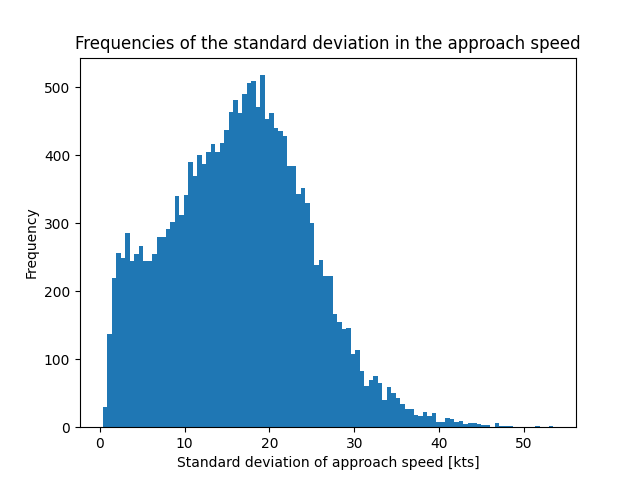 Frequencies of the standard deviation in the approach speed
500
400
300
200
100
0
Frequency
0 10 20 30 40 50
Standard deviation of approach speed [kts]